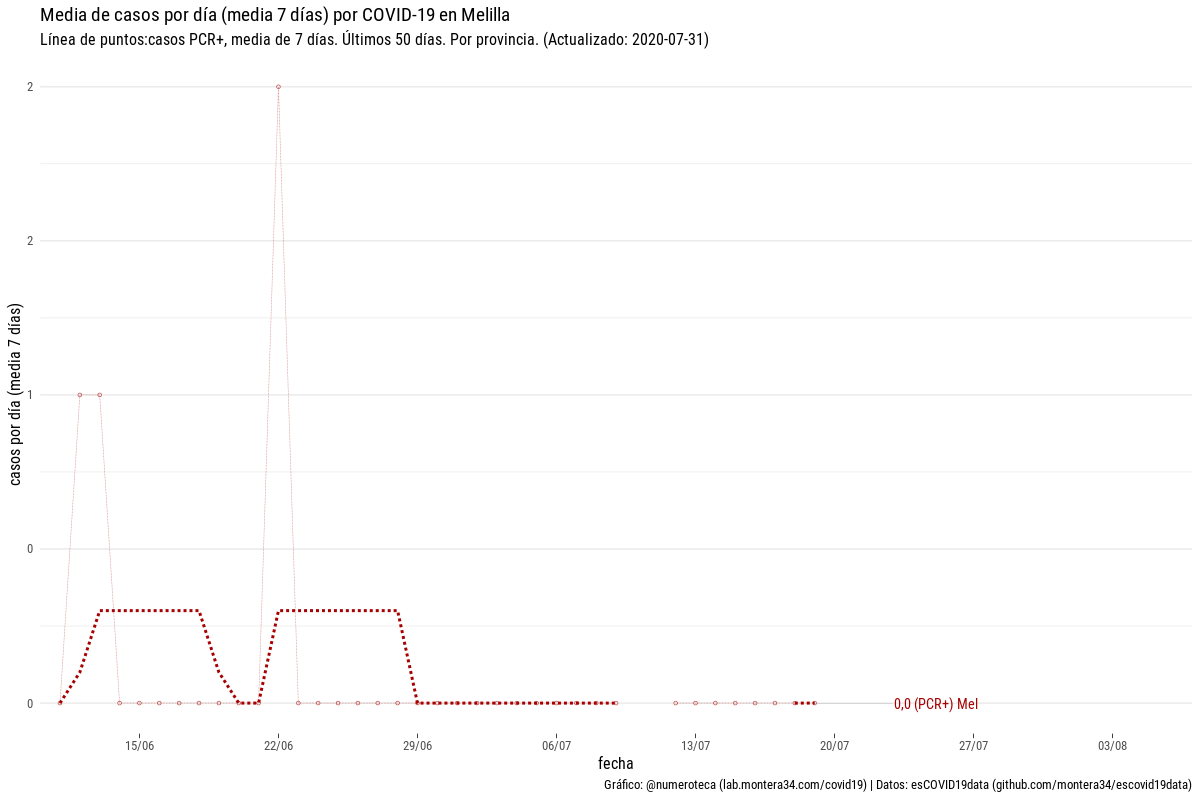 Media de casos por día (media 7 días) por COVID-19 en Melilla
Línea de puntos:casos PCR+, media de 7 días. Últimos 50 días. Por provincia. (Actualizado: 2020-07-31)
casos por día (media 7 días)
2
2
1
0
0
0,0 (PCR+) Mel
15/06
22/06
29/06
06/07
13/07
20/07
27/07
03/08
fecha
Gráfico: @numeroteca (lab.montera34.com/covid19) | Datos: esCOVID19data (github.com/montera34/escovid19data)